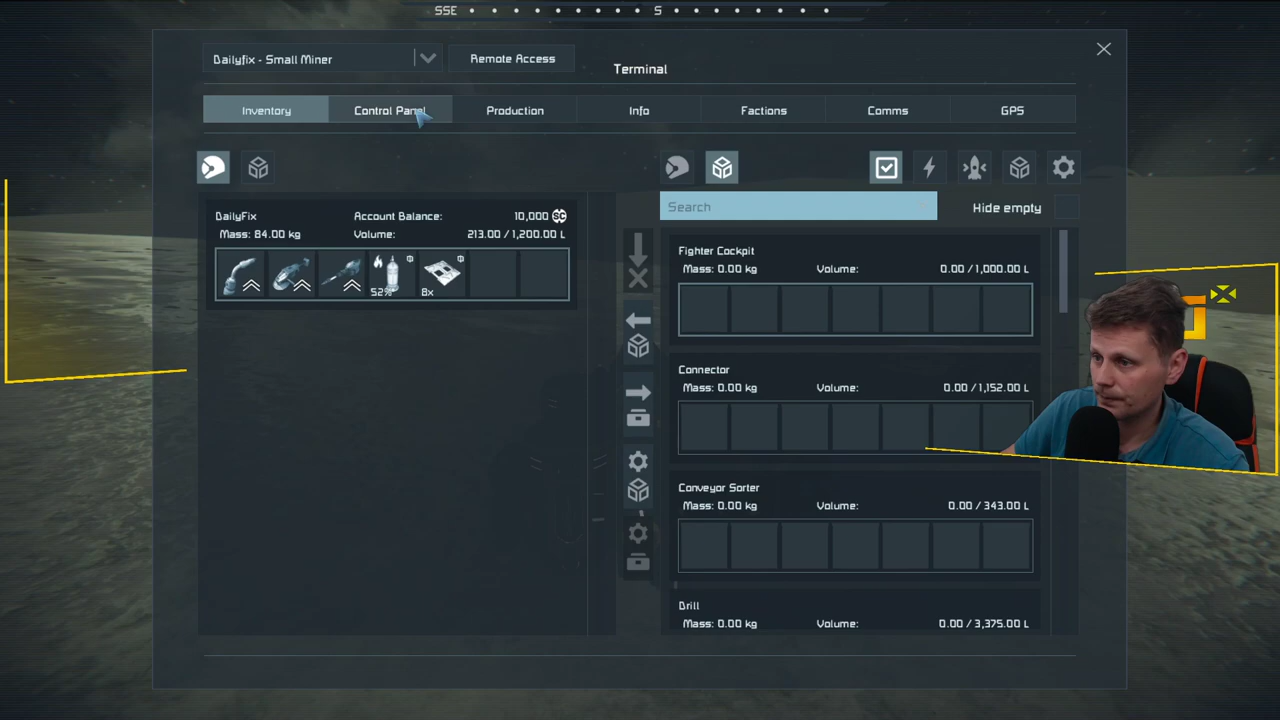 SSE
S
Dailyfix - Small Miner
Remote Access
Terminal
Inventory
Control Panel
Production
Info
Factions
Comms
GPS
Search
Hide empty
DailyFix
Account Balance:
10,000 SC
Mass: 84.00 kg
Volume:
213.00 / 1,200.00 L
52%
8x
Fighter Cockpit
Mass: 0.00 kg
Volume:
0.00 / 1,000.00 L
Connector
Mass: 0.00 kg
Volume:
0.00 / 1,152.00 L
Conveyor Sorter
Mass: 0.00 kg
Volume:
0.00 / 343.00 L
Drill
Mass: 0.00 kg
Volume:
0.00 / 3,375.00 L